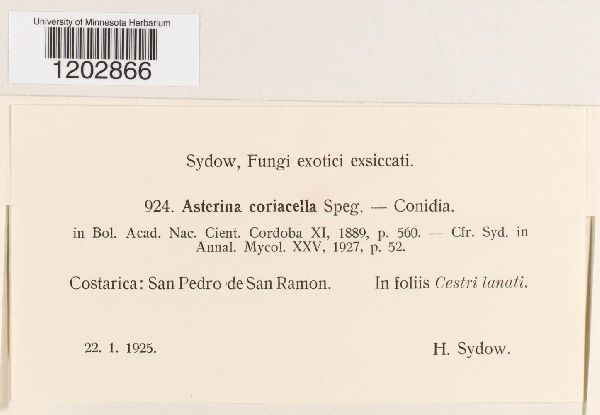 University of Minnesota Herbarium
1202866
Sydow, Fungi exotici exsiccati.
924. Asterina coriacella Speg. — Conidia.
in Bol. Acad. Nac. Cient. Cordoba XI, 1889, p. 560. — Cfr. Syd. in
Annal. Mycol. XXV, 1927, p. 52.
Costarica: San Pedro de San Ramon. In foliis Cestri lanati.
22. 1. 1925. H. Sydow.